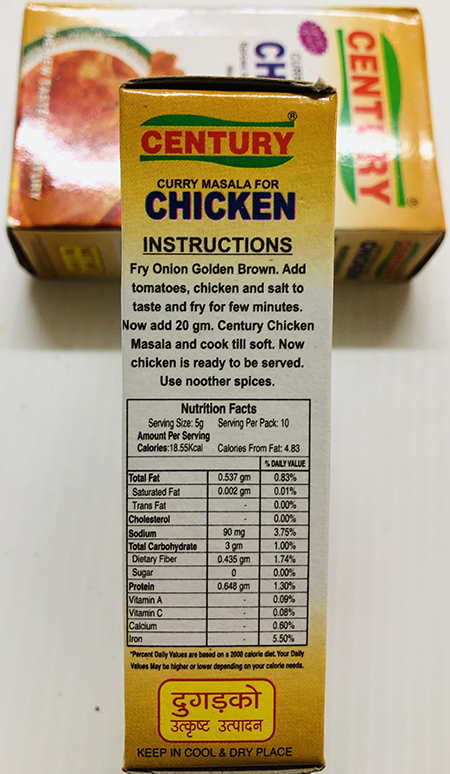 CENTURY®
CURRY MASALA FOR
CHICKEN
INSTRUCTIONS
Fry Onion Golden Brown. Add
tomatoes, chicken and salt to
taste and fry for few minutes.
Now add 20 gm. Century Chicken
Masala and cook till soft. Now
chicken is ready to be served.
Use noother spices.
Nutrition Facts
Serving Size: 5g Serving Per Pack: 10
Amount Per Serving
Calories:18.55Kcal Calories From Fat: 4.83
% DAILY VALUE
Total Fat 0.537 gm 0.83%
Saturated Fat 0.002 gm 0.01%
Trans Fat - 0.00%
Cholesterol - 0.00%
Sodium 90 mg 3.75%
Total Carbohydrate 3 gm 1.00%
Dietary Fiber 0.435 gm 1.74%
Sugar 0 0.00%
Protein 0.648 gm 1.30%
Vitamin A - 0.09%
Vitamin C - 0.08%
Calcium - 0.60%
Iron - 5.50%
*Percent Daily Values are based on a 2000 calorie diet. Your Daily
Values May be higher or lower depending on your calorie needs.
दुगड़को
उत्कृष्ट उत्पादन
KEEP IN COOL & DRY PLACE
CENTURY
CH